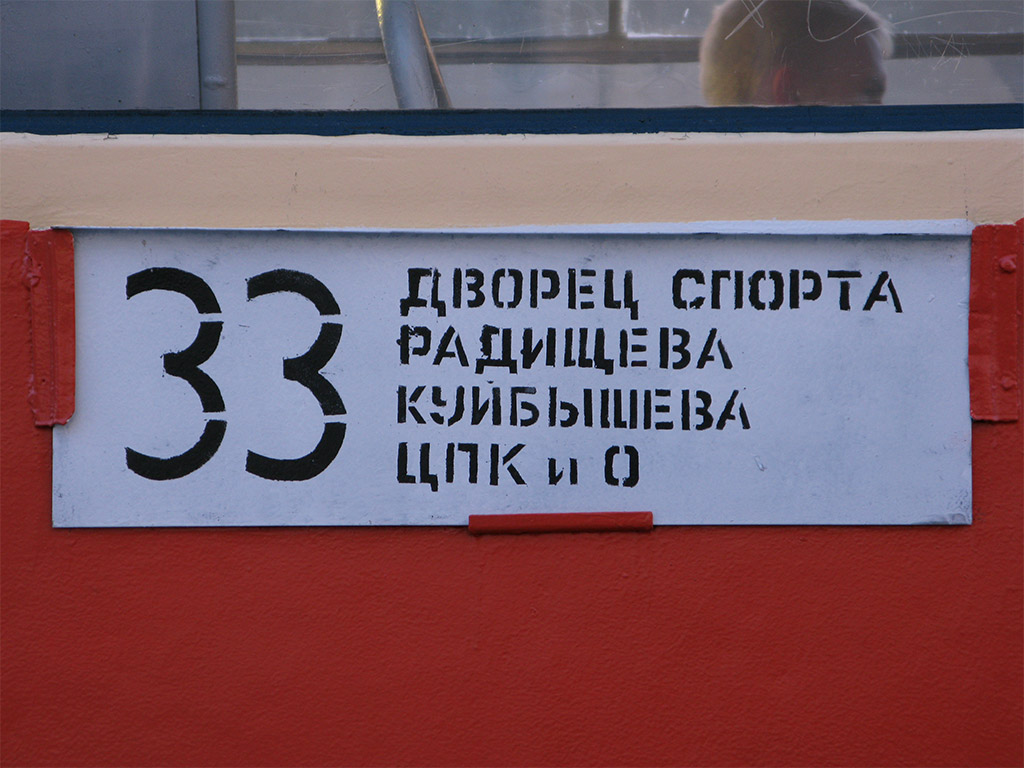 33
ДВОРЕЦ СПОРТА
РАДИЩЕВА
КУЙБЫШЕВА
ЦПК и О